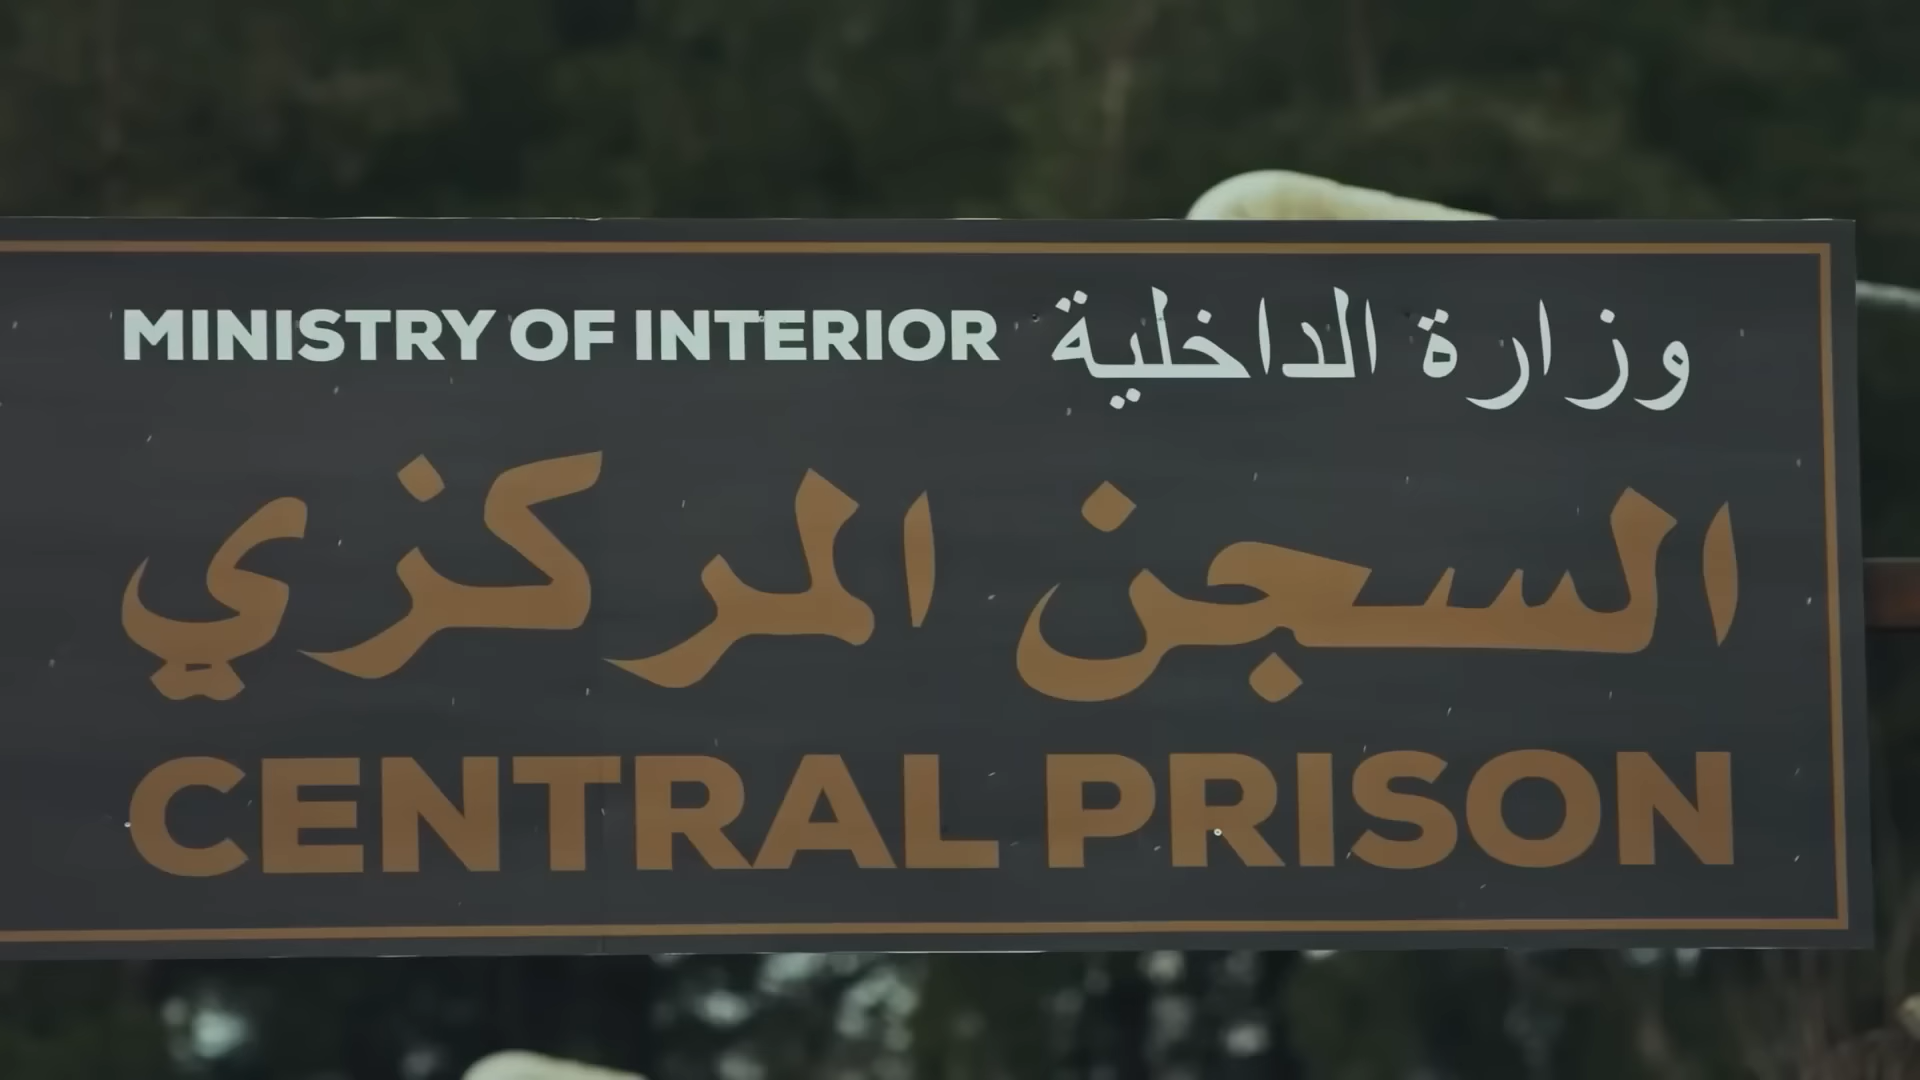 MINISTRY OF INTERIOR وزارة الداخلية
السجن المركزي
CENTRAL PRISON